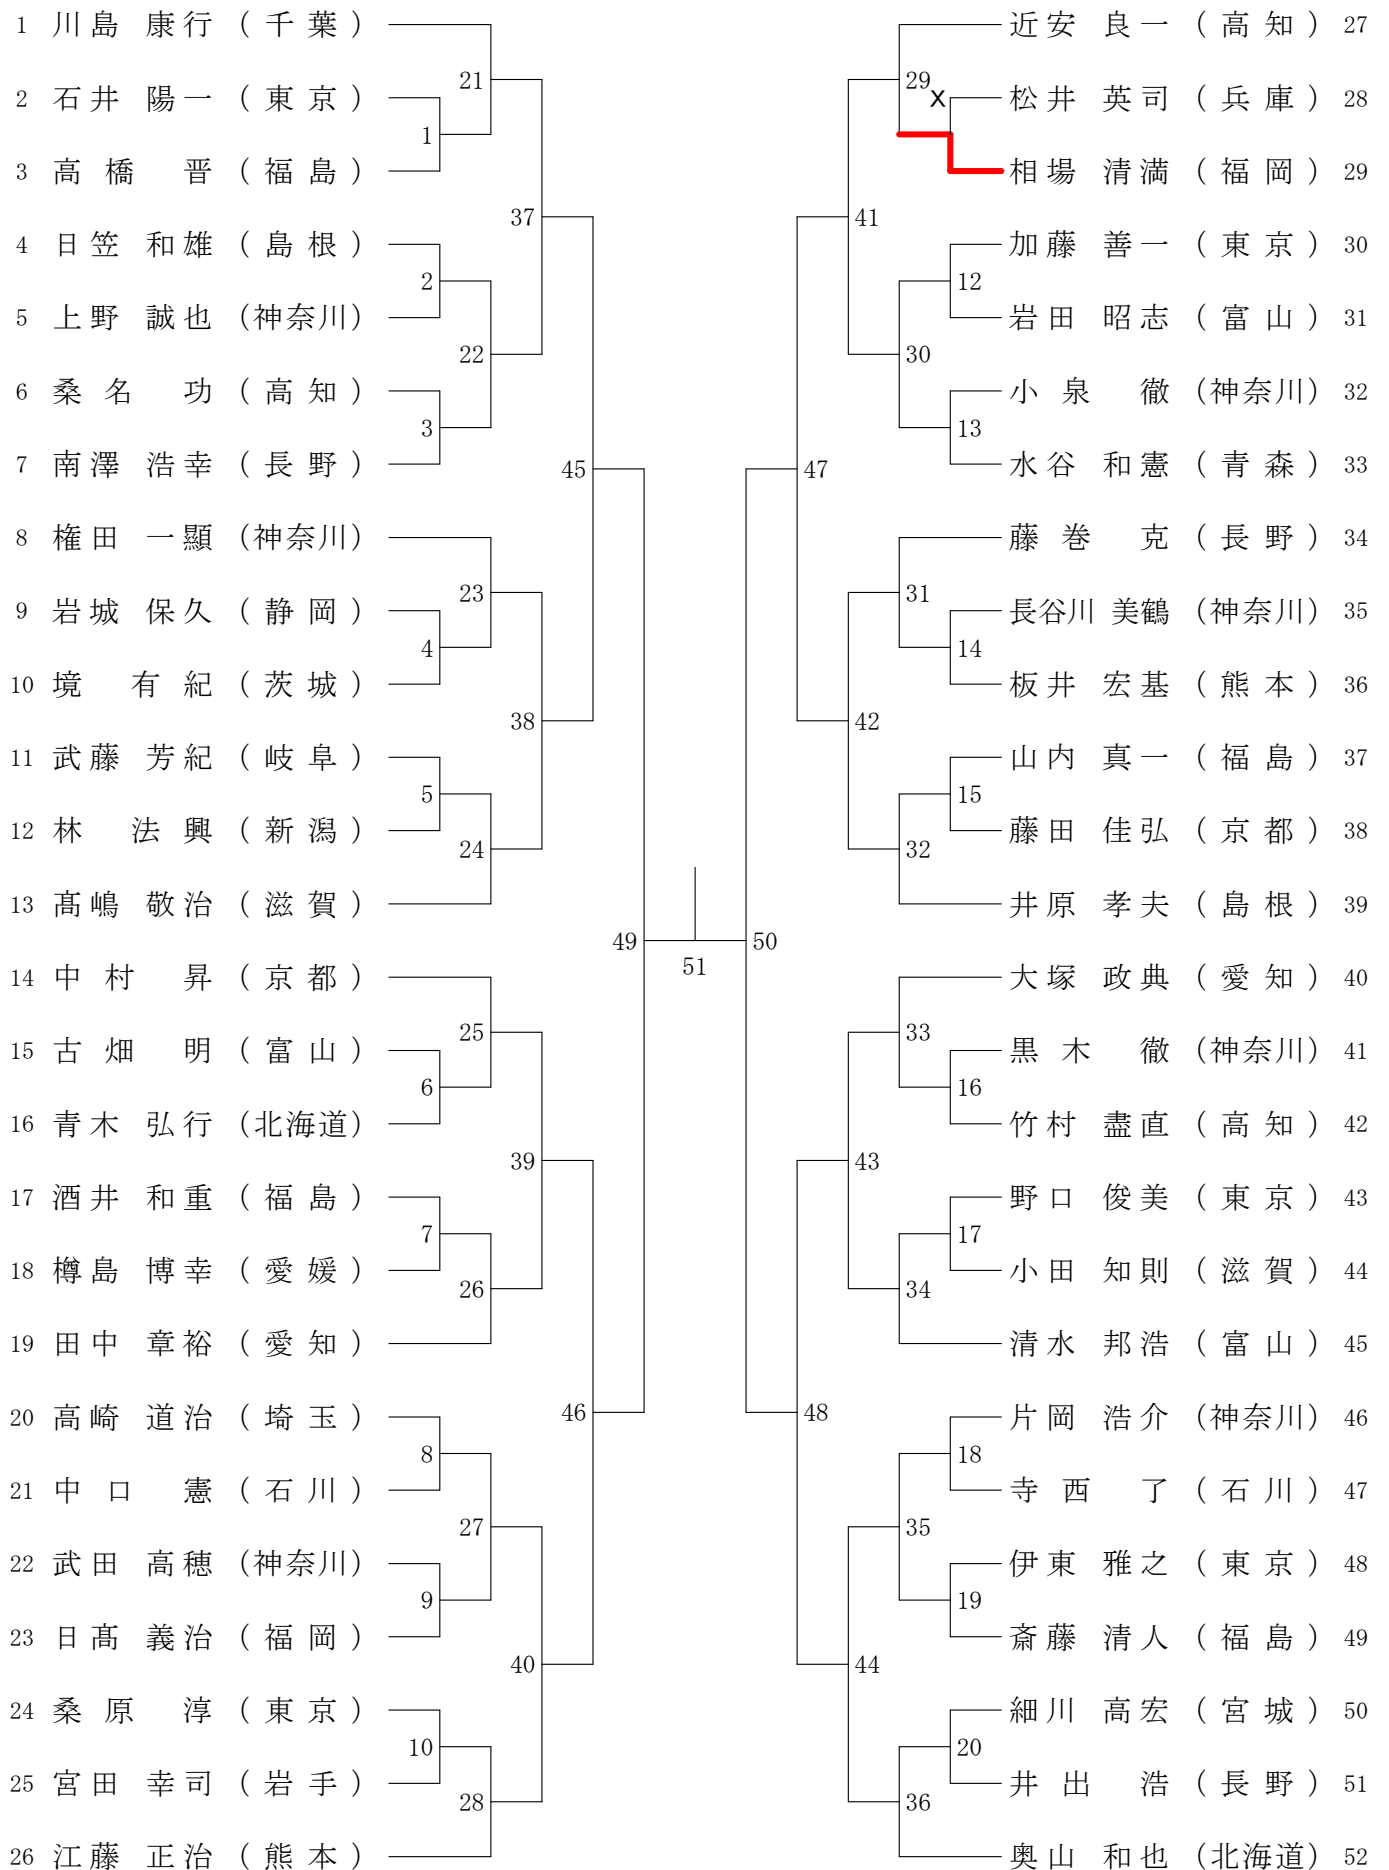 1 川島 康行 (千葉)
21
2 石井 陽一 (東京)
1
3 高橋 晋 (福島)
37
4 日笠 和雄 (島根)
2
5 上野 誠也 (神奈川)
22
6 桑名 功 (高知)
3
7 南澤 浩幸 (長野)
45
8 権田 一顯 (神奈川)
23
9 岩城 保久 (静岡)
4
10 境 有紀 (茨城)
38
11 武藤 芳紀 (岐阜)
5
12 林 法興 (新潟)
24
13 髙嶋 敬治 (滋賀)
49
14 中村 昇 (京都)
25
15 古畑 明 (富山)
6
16 青木 弘行 (北海道)
39
17 酒井 和重 (福島)
7
18 樽島 博幸 (愛媛)
26
19 田中 章裕 (愛知)
46
20 高崎 道治 (埼玉)
8
21 中口 憲 (石川)
27
22 武田 高穂 (神奈川)
9
23 日髙 義治 (福岡)
40
24 桑原 淳 (東京)
10
25 宮田 幸司 (岩手)
28
26 江藤 正治 (熊本)
51
近安 良一 (高知) 27
29
x
松井 英司 (兵庫) 28
相場 清満 (福岡) 29
41
加藤 善一 (東京) 30
12
岩田 昭志 (富山) 31
30
小泉 徹 (神奈川) 32
13
水谷 和憲 (青森) 33
47
藤巻 克 (長野) 34
31
長谷川 美鶴 (神奈川) 35
14
板井 宏基 (熊本) 36
42
山内 真一 (福島) 37
15
藤田 佳弘 (京都) 38
32
井原 孝夫 (島根) 39
50
大塚 政典 (愛知) 40
33
黒木 徹 (神奈川) 41
16
竹村 盡直 (高知) 42
43
野口 俊美 (東京) 43
17
小田 知則 (滋賀) 44
34
清水 邦浩 (富山) 45
48
片岡 浩介 (神奈川) 46
18
寺西 了 (石川) 47
35
伊東 雅之 (東京) 48
19
斎藤 清人 (福島) 49
44
細川 高宏 (宮城) 50
20
井出 浩 (長野) 51
36
奥山 和也 (北海道) 52